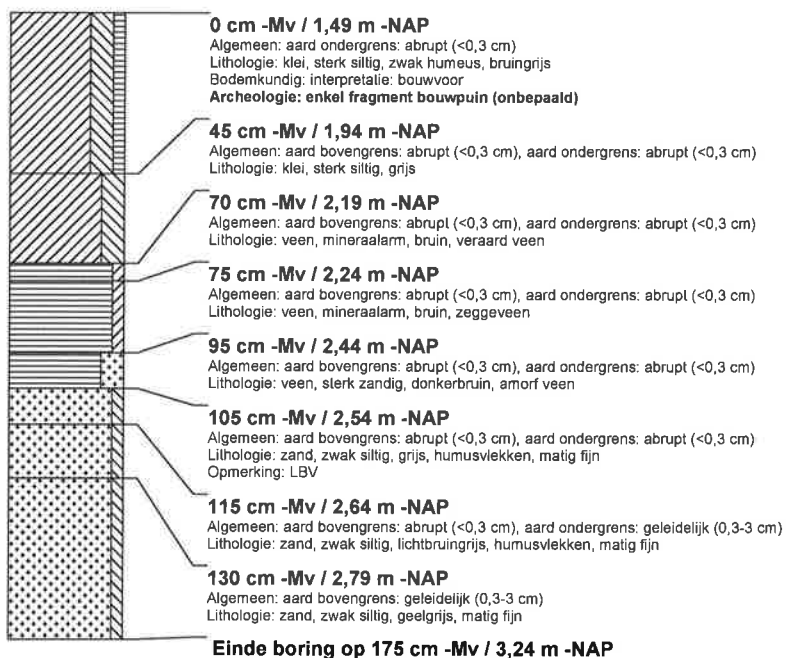 0 cm -Mv / 1,49 m -NAP
Algemeen: aard ondergrens: abrupt (<0,3 cm)
Lithologie: klei, sterk siltig, zwak humeus, bruingrijs
Bodemkundig: interpretatie: bouwvoor
Archeologie: enkel fragment bouwpuin (onbepaald)
45 cm -Mv / 1,94 m -NAP
Algemeen: aard bovengrens: abrupt (<0,3 cm), aard ondergrens: abrupt (<0,3 cm)
Lithologie: klei, sterk siltig, grijs
70 cm -Mv / 2,19 m -NAP
Algemeen: aard bovengrens: abrupt (<0,3 cm), aard ondergrens: abrupt (<0,3 cm)
Lithologie: veen, mineraalarm, bruin, veraard veen
75 cm -Mv / 2,24 m -NAP
Algemeen: aard bovengrens: abrupt (<0,3 cm), aard ondergrens: abrupt (<0,3 cm)
Lithologie: veen, mineraalarm, bruin, zeggeveen
95 cm -Mv / 2,44 m -NAP
Algemeen: aard bovengrens: abrupt (<0,3 cm), aard ondergrens: abrupt (<0,3 cm)
Lithologie: veen, sterk zandig, donkerbruin, amorf veen
105 cm -Mv / 2,54 m -NAP
Algemeen: aard bovengrens: abrupt (<0,3 cm), aard ondergrens: abrupt (<0,3 cm)
Lithologie: zand, zwak siltig, grijs, humusvlekken, matig fijn
Opmerking: LBV
115 cm -Mv / 2,64 m -NAP
Algemeen: aard bovengrens: abrupt (<0,3 cm), aard ondergrens: geleidelijk (0,3-3 cm)
Lithologie: zand, zwak siltig, lichtbruingrijs, humusvlekken, matig fijn
130 cm -Mv / 2,79 m -NAP
Algemeen: aard bovengrens: geleidelijk (0,3-3 cm)
Lithologie: zand, zwak siltig, geelgrijs, matig fijn
Einde boring op 175 cm -Mv / 3,24 m -NAP